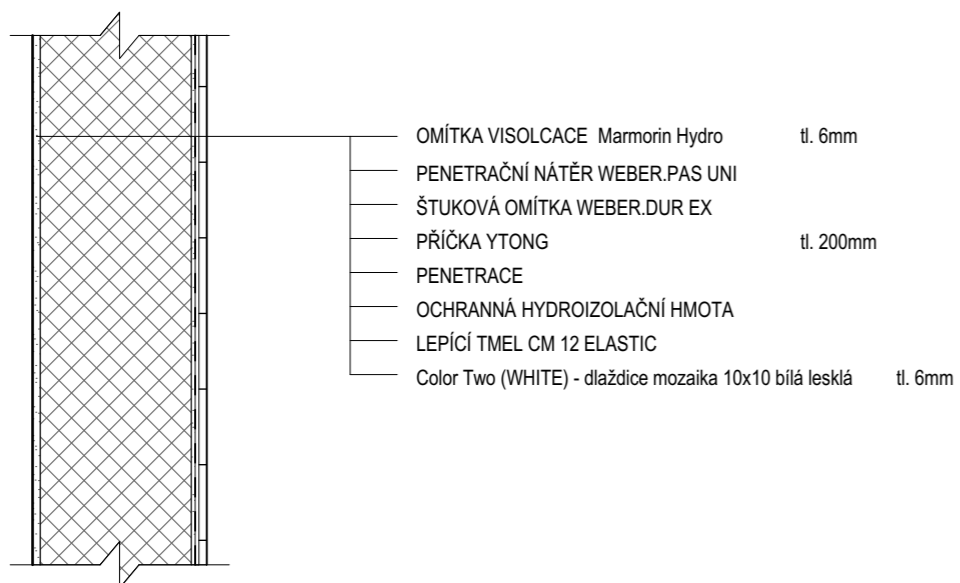 OMÍTKA VISOLCACE Marmorin Hydro tl. 6mm
PENETRAČNÍ NÁTĚR WEBER.PAS UNI
ŠTUKOVÁ OMÍTKA WEBER.DUR EX
PŘÍČKA YTONG tl. 200mm
PENETRACE
OCHRANNÁ HYDROIZOLAČNÍ HMOTA
LEPÍCÍ TMEL CM 12 ELASTIC
Color Two (WHITE) - dlaždice mozaika 10x10 bílá lesklá tl. 6mm